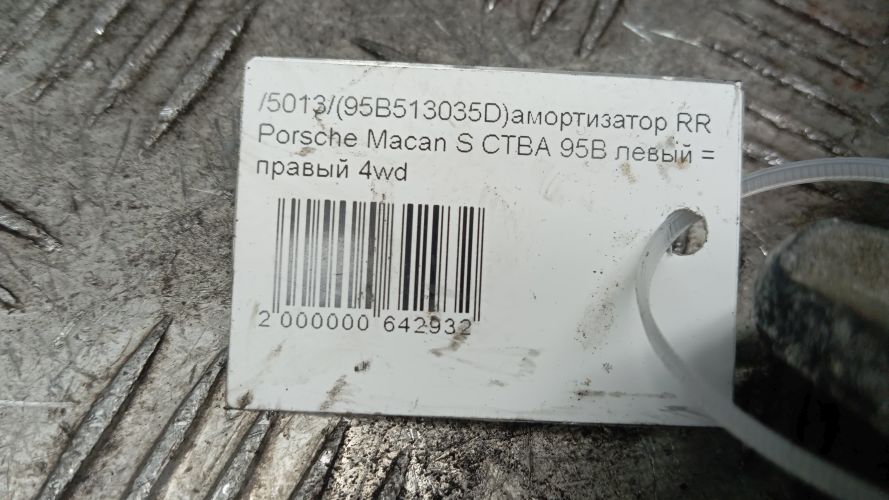 /5013/(95B513035D)амортизатор RR
Porsche Macan S CTBA 95B левый =
правый 4wd
2 000000 642932